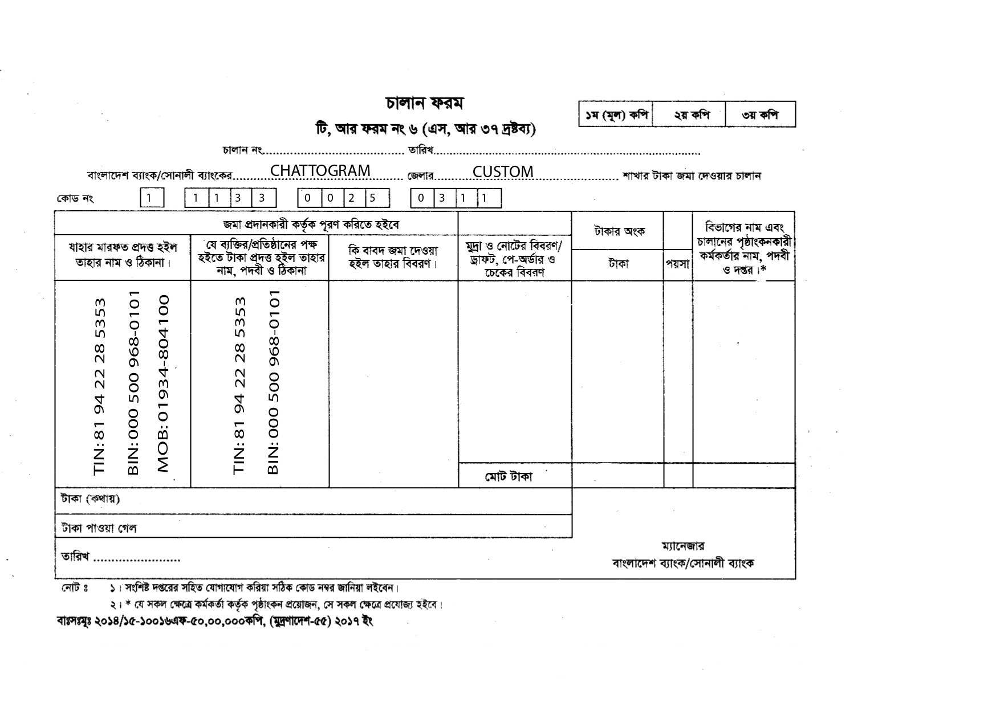 চালান ফরম
১ম (মূল) কপি ২য় কপি ৩য় কপি
টি, আর ফরম নং ৬ (এস, আর ৩৭ দ্রষ্টব্য)
চালান নং........................................ তারিখ...........................................................................
বাংলাদেশ ব্যাংক/সোনালী ব্যাংকের.......... CHATTOGRAM .......... জেলার.......... CUSTOM .......... শাখার টাকা জমা দেওয়ার চালান
কোড নং 1 1 1 3 3 0 0 2 5 0 3 1 1
জমা প্রদানকারী কর্তৃক পূরণ করিতে হইবে
যাহার মারফত প্রদত্ত হইল
তাহার নাম ও ঠিকানা।
যে ব্যক্তির/প্রতিষ্ঠানের পক্ষ
হইতে টাকা প্রদত্ত হইল তাহার
নাম, পদবী ও ঠিকানা
কি বাবদ জমা দেওয়া
হইল তাহার বিবরণ।
মুদ্রা ও নোটের বিবরণ/
ড্রাফট, পে-অর্ডার ও
চেকের বিবরণ
টাকার অংক
টাকা পয়সা
বিভাগের নাম এবং
চালানের পৃষ্ঠাংকনকারী
কর্মকর্তার নাম, পদবী
ও দপ্তর।*
TIN:81 94 22 28 5353
BIN:000 500 968-0101
MOB:01934-804100
TIN:81 94 22 28 5353
BIN:000 500 968-0101
মোট টাকা
টাকা (কথায়)
টাকা পাওয়া গেল
তারিখ ........................
ম্যানেজার
বাংলাদেশ ব্যাংক/সোনালী ব্যাংক
নোট ঃ ১। সংশিষ্ট দপ্তরের সহিত যোগাযোগ করিয়া সঠিক কোড নম্বর জানিয়া লইবেন।
২। * যে সকল ক্ষেত্রে কর্মকর্তা কর্তৃক পৃষ্ঠাংকন প্রয়োজন, সে সকল ক্ষেত্রে প্রযোজ্য হইবে।
বাঃসঃমুঃ ২০১৪/১৫-১০০১৬এফ-৫০,০০,০০০কপি, (মুদ্রণাদেশ-৫৫) ২০১৭ ইং